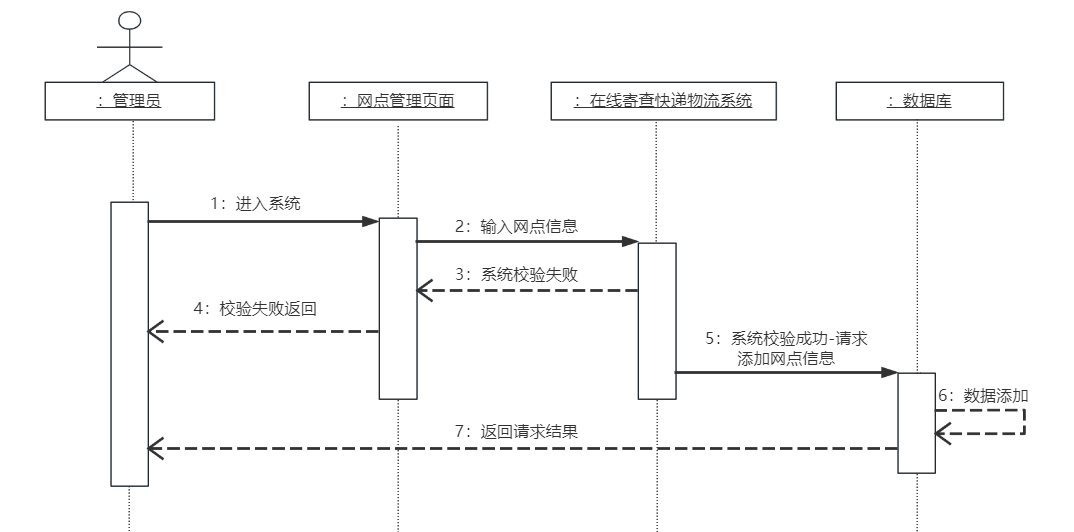 ：管理员
：网点管理页面
：在线寄查快递物流系统
：数据库
1：进入系统
2：输入网点信息
3：系统校验失败
4：校验失败返回
5：系统校验成功-请求
添加网点信息
6：数据添加
7：返回请求结果